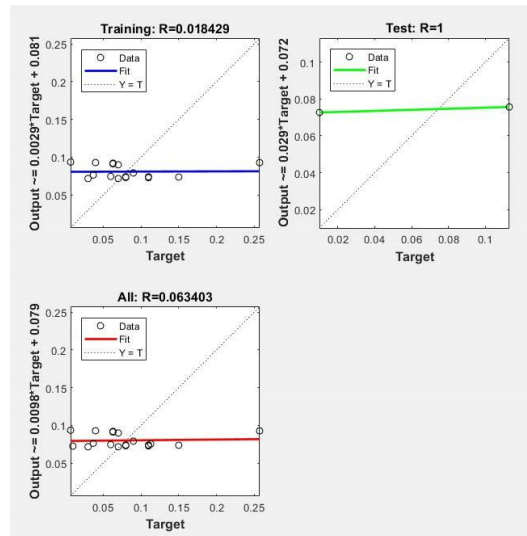 Training: R=0.018429
Output ~= 0.0029*Target + 0.081
0.25
0.2
0.15
0.1
0.05
Data
Fit
Y = T
0.05 0.1 0.15 0.2 0.25
Target
Test: R=1
Output ~= 0.029*Target + 0.072
0.1
0.08
0.06
0.04
0.02
Data
Fit
Y = T
0.02 0.04 0.06 0.08 0.1
Target
All: R=0.063403
Output ~= 0.0098*Target + 0.079
0.25
0.2
0.15
0.1
0.05
Data
Fit
Y = T
0.05 0.1 0.15 0.2 0.25
Target